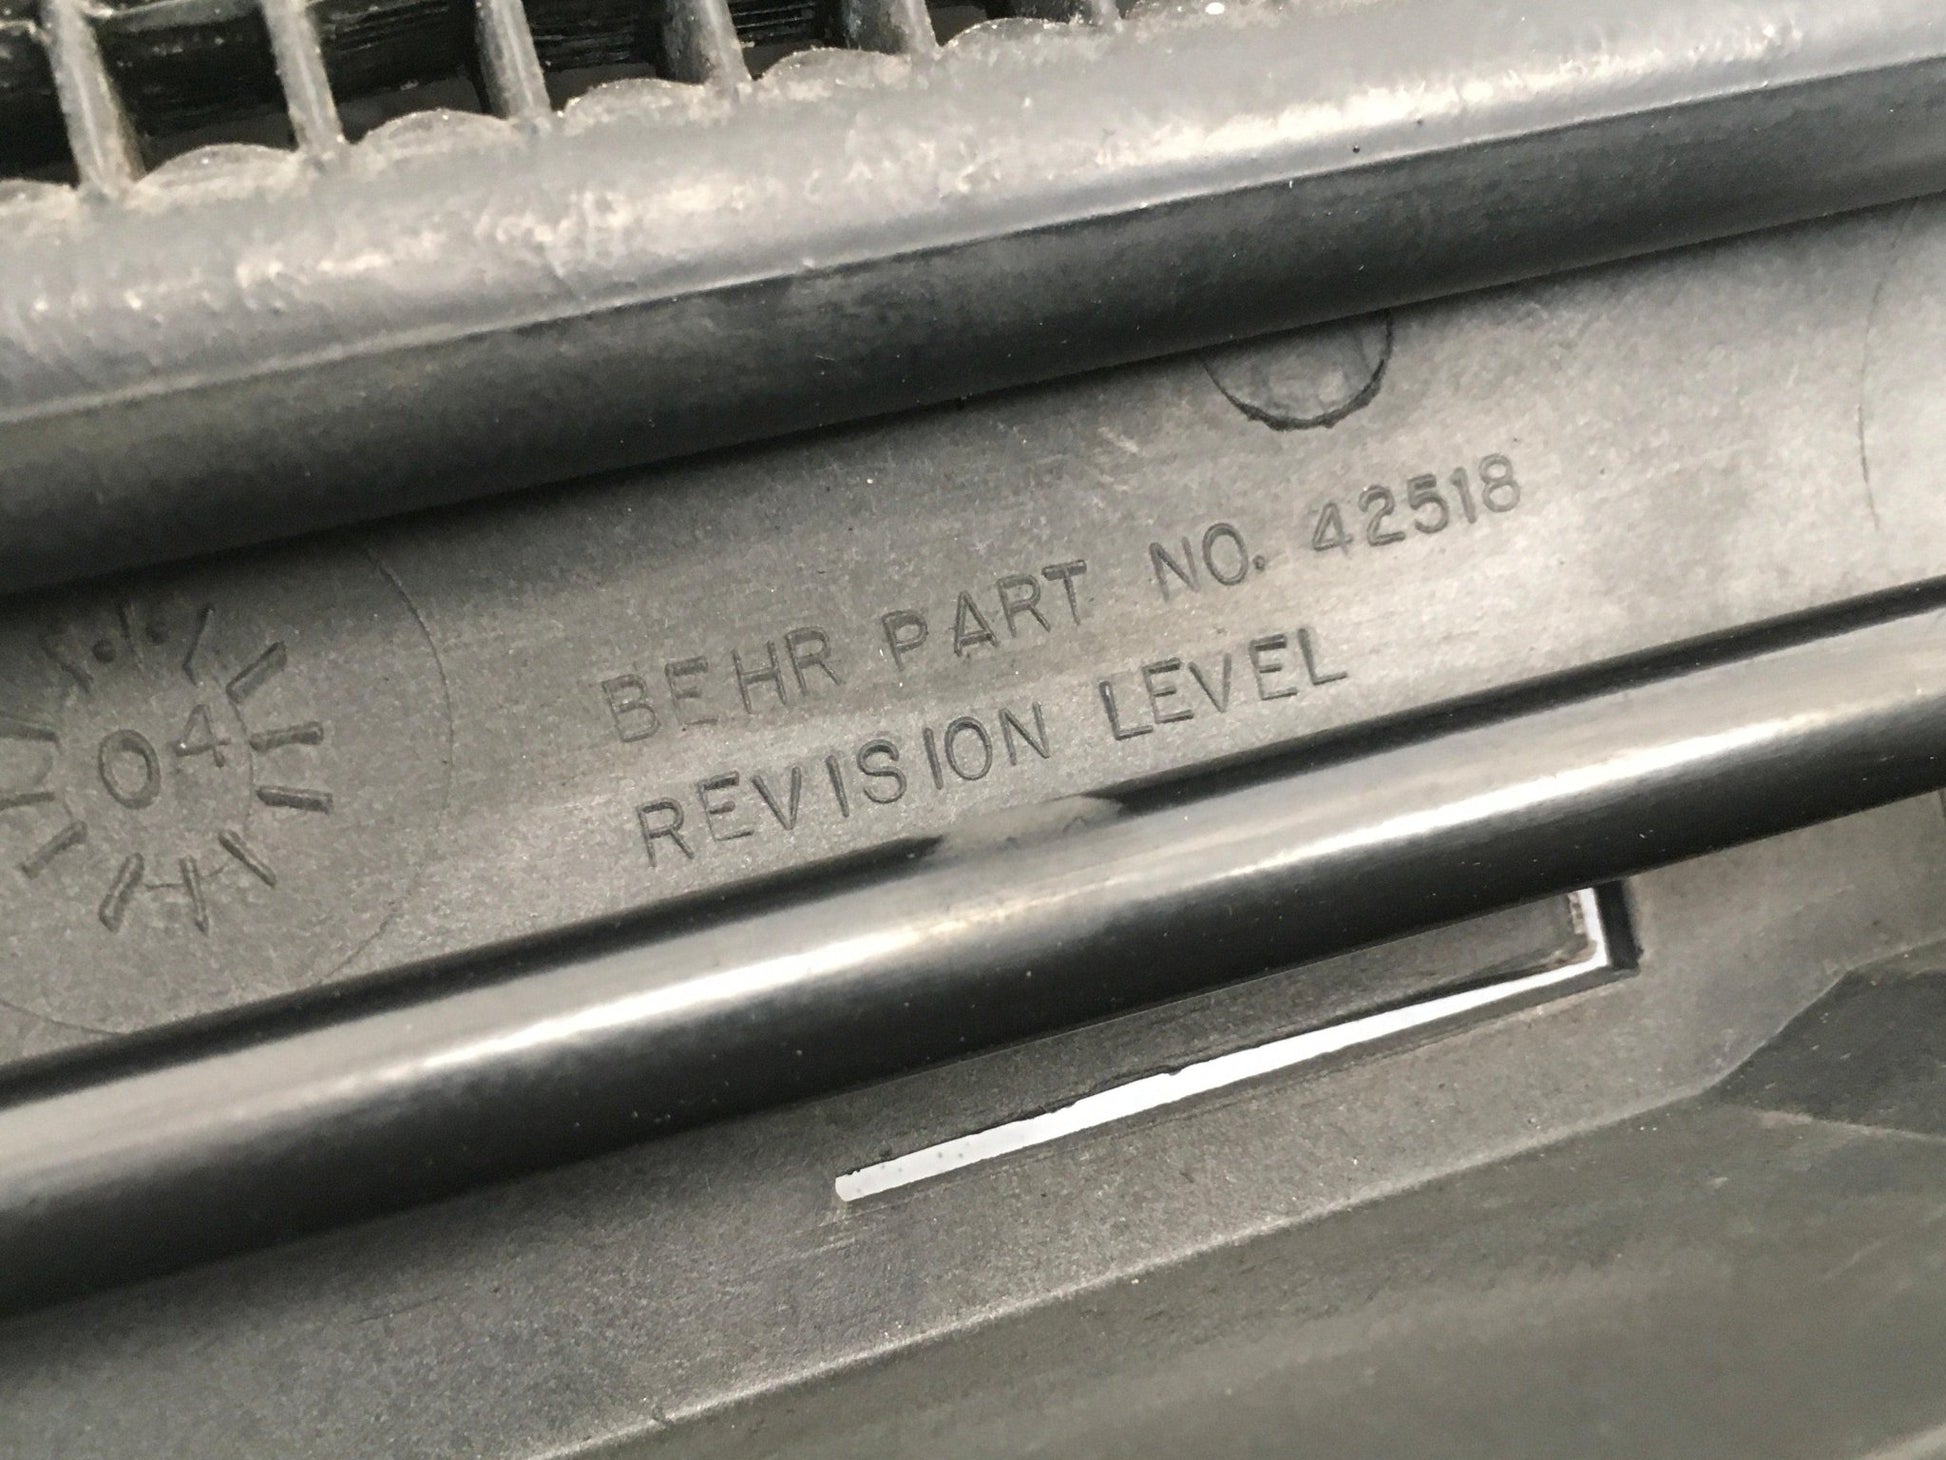 BEHR PART NO. 42518
REVISION LEVEL
04